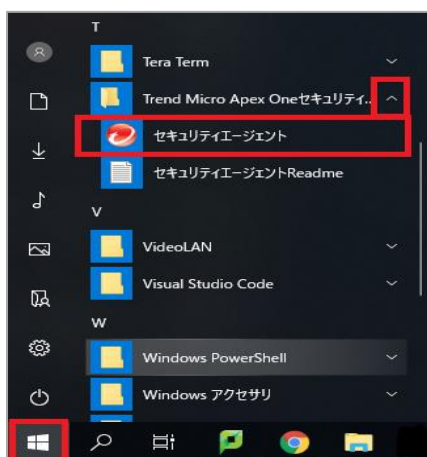 T
Tera Term
Trend Micro Apex Oneセキュリティ..
セキュリティエージェント
セキュリティエージェントReadme
V
VideoLAN
Visual Studio Code
W
Windows PowerShell
Windows アクセサリ